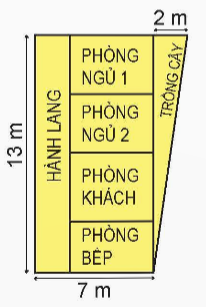 2 m
PHÒNG
NGỦ 1
PHÒNG
NGỦ 2
PHÒNG
KHÁCH
PHÒNG
BẾP
HÀNH LANG
TRỒNG CÂY
13 m
7 m